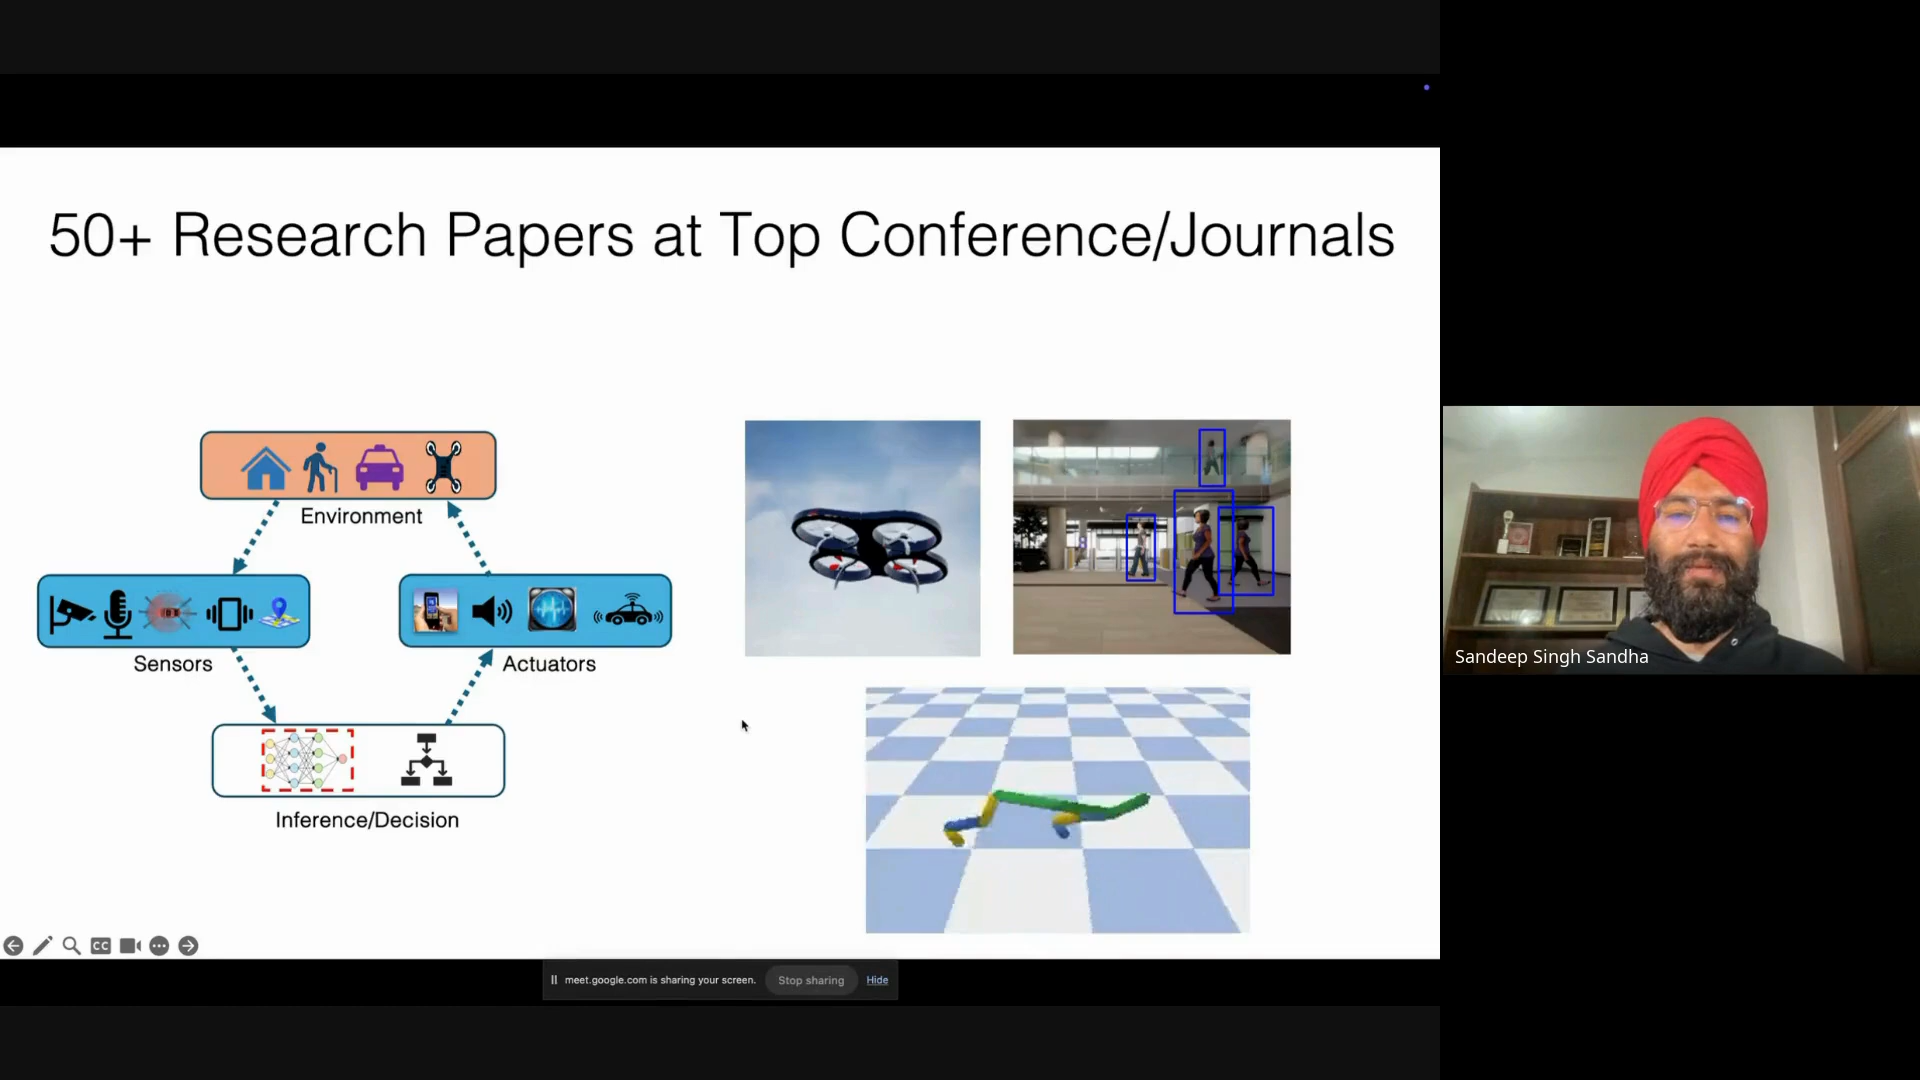 50+ Research Papers at Top Conference/Journals
Environment
Sensors
Actuators
Inference/Decision
CC
meet.google.com is sharing your screen.
Stop sharing
Hide
Sandeep Singh Sandha